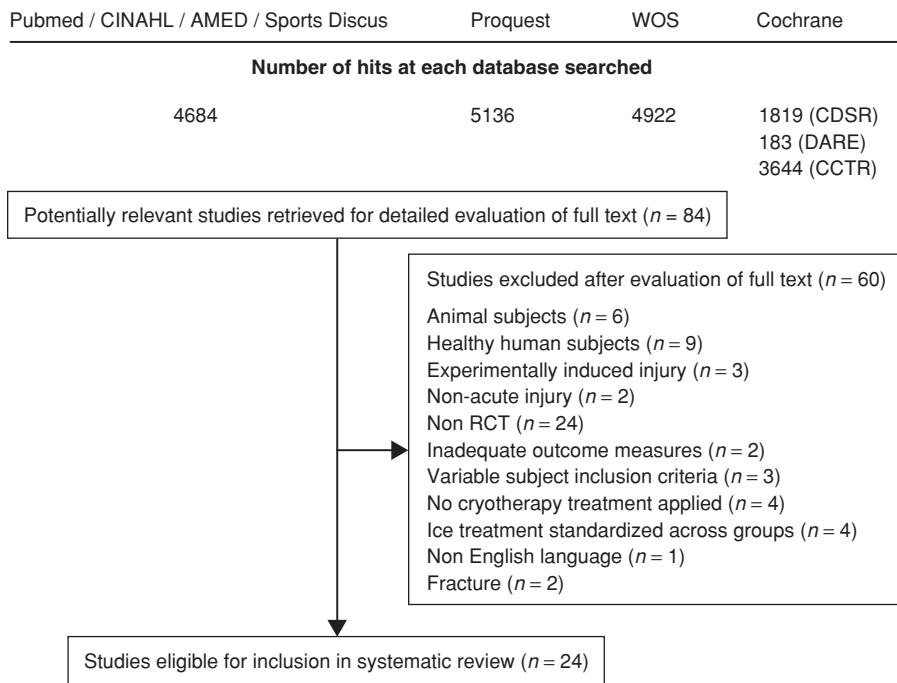 Pubmed / CINAHL / AMED / Sports Discus Proquest WOS Cochrane
Number of hits at each database searched
4684 5136 4922 1819 (CDSR)
183 (DARE)
3644 (CCTR)
Potentially relevant studies retrieved for detailed evaluation of full text (n = 84)
Studies excluded after evaluation of full text (n = 60)
Animal subjects (n = 6)
Healthy human subjects (n = 9)
Experimentally induced injury (n = 3)
Non-acute injury (n = 2)
Non RCT (n = 24)
Inadequate outcome measures (n = 2)
Variable subject inclusion criteria (n = 3)
No cryotherapy treatment applied (n = 4)
Ice treatment standardized across groups (n = 4)
Non English language (n = 1)
Fracture (n = 2)
Studies eligible for inclusion in systematic review (n = 24)